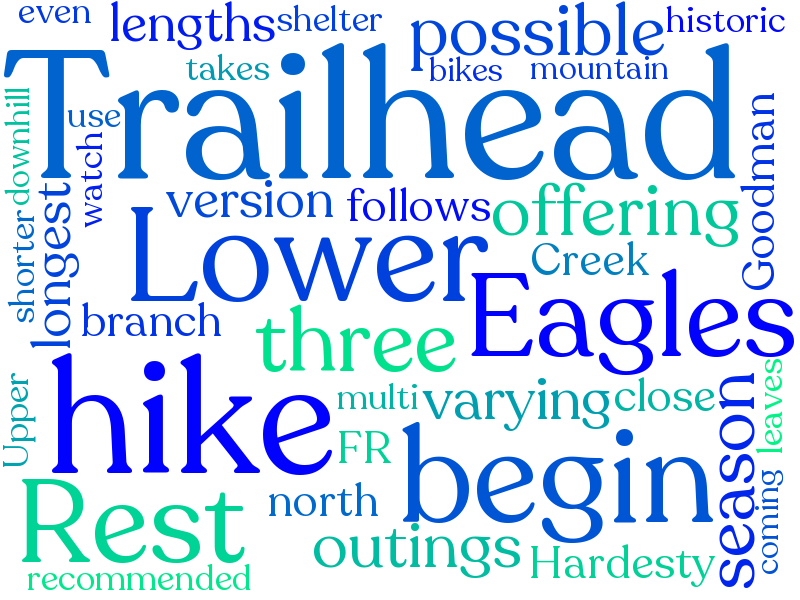 even
lengths
shelter
possible
historic
takes
bikes
mountain
Trailhead
use
downhill
watch
Goodman
version
follows
offering
longest
shorter
Lower
Creek
Eagles
branch
three
hike
Upper
multi
varying
close
leaves
season
FR
begin
Rest
north
coming
outings
Hardesty
recommended